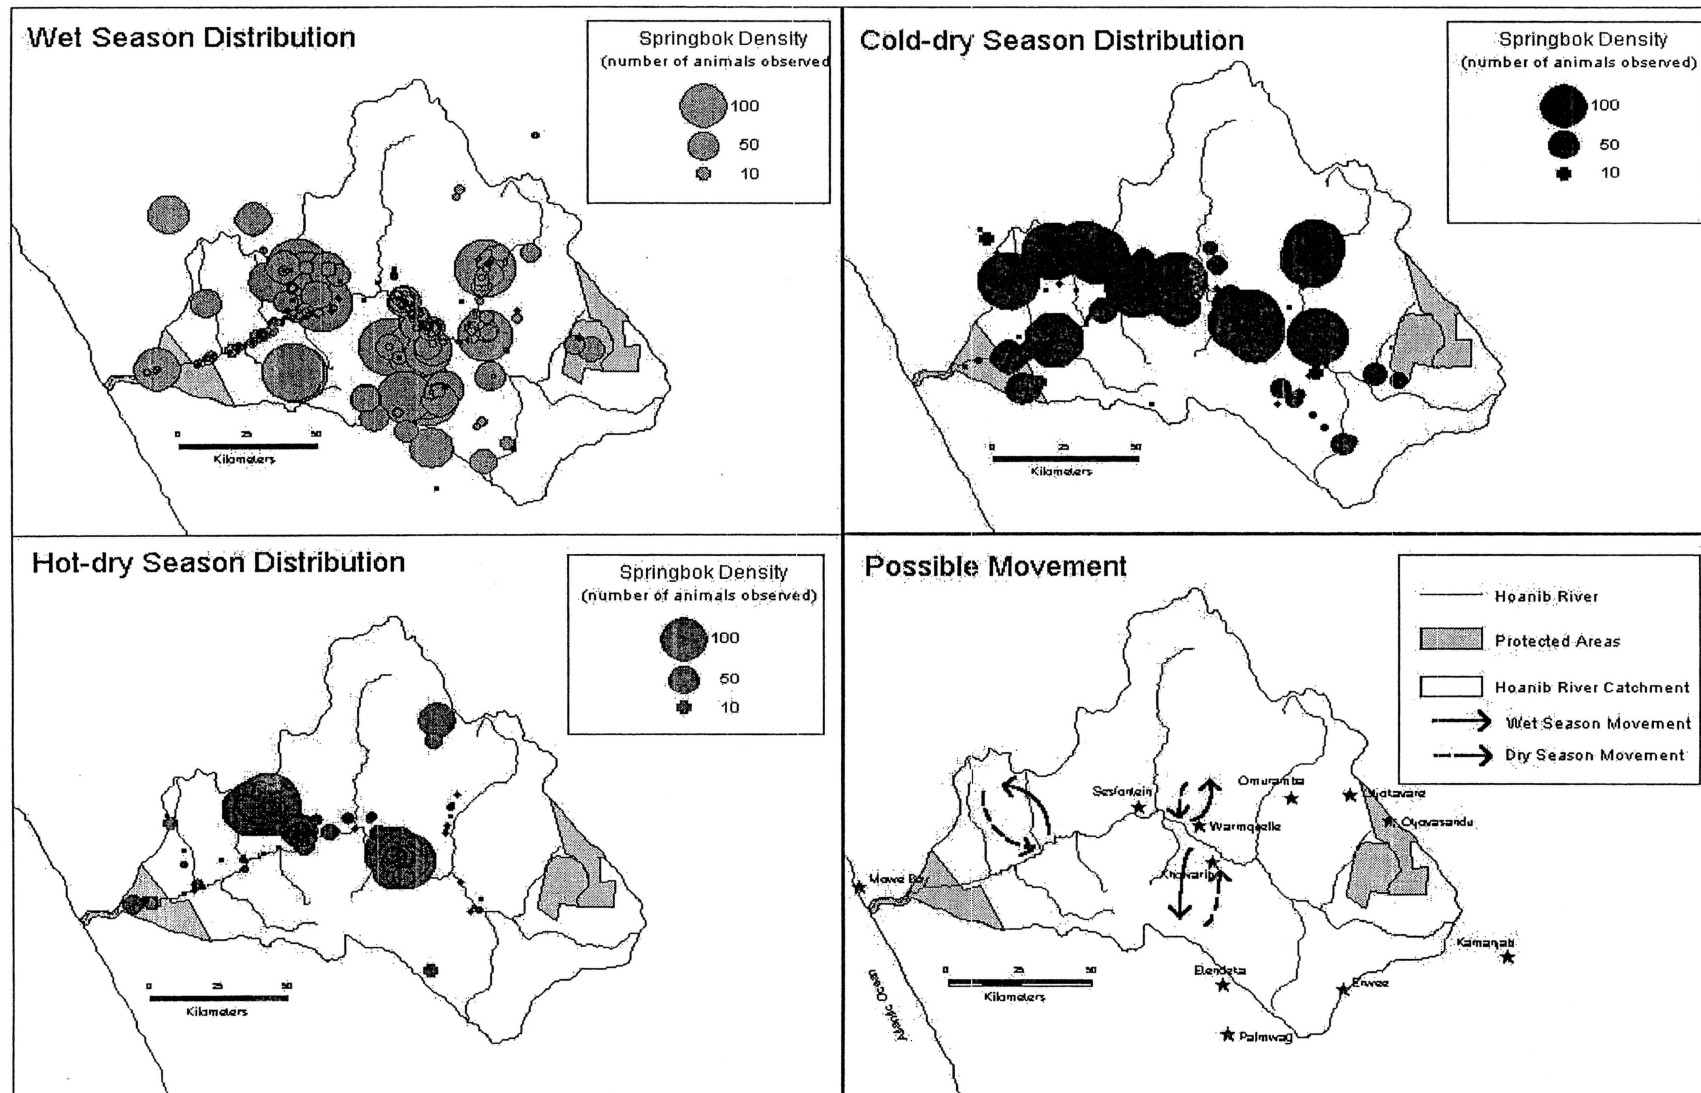 Wet Season Distribution
Springbok Density
(number of animals observed
100
50
10
0 25 50
Kilometers
Cold-dry Season Distribution
Springbok Density
(number of animals observed)
100
50
10
0 25 50
Kilometers
Hot-dry Season Distribution
Springbok Density
(number of animals observed)
100
50
10
0 25 50
Kilometers
Possible Movement
Hoanib River
Protected Areas
Hoanib River Catchment
Wet Season Movement
Dry Season Movement
Sesfontein
Omuramba
Otjokavare
Warmquelle
Khowarib
Mowe Bay
Kamanjab
Etendeka
Erwee
Palmwag
Atlantic Ocean
0 25 50
Kilometers